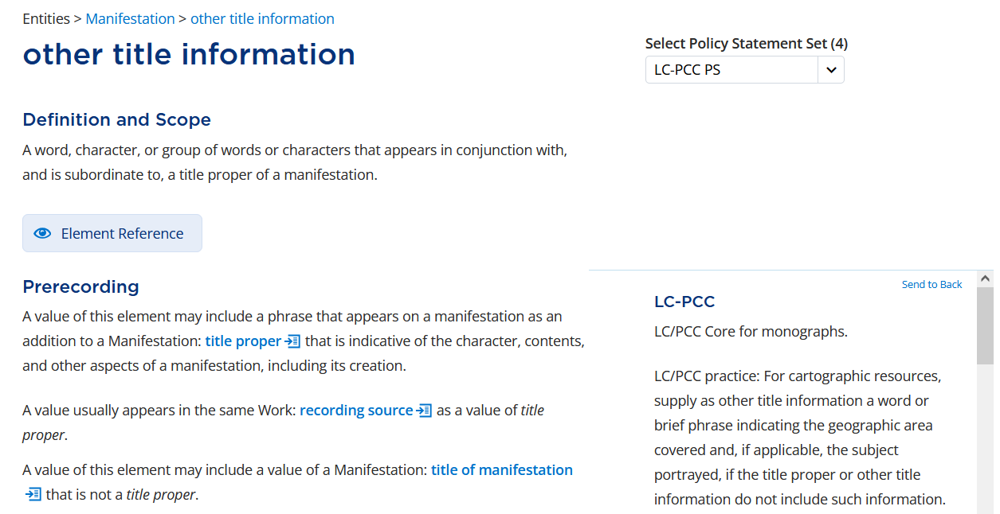 Entities > Manifestation > other title information
other title information
Select Policy Statement Set (4)
LC-PCC PS
Definition and Scope
A word, character, or group of words or characters that appears in conjunction with,
and is subordinate to, a title proper of a manifestation.
Element Reference
Prerecording
A value of this element may include a phrase that appears on a manifestation as an
addition to a Manifestation: title proper that is indicative of the character, contents,
and other aspects of a manifestation, including its creation.
A value usually appears in the same Work: recording source as a value of title
proper.
A value of this element may include a value of a Manifestation: title of manifestation
that is not a title proper.
Send to Back
LC-PCC
LC/PCC Core for monographs.
LC/PCC practice: For cartographic resources,
supply as other title information a word or
brief phrase indicating the geographic area
covered and, if applicable, the subject
portrayed, if the title proper or other title
information do not include such information.